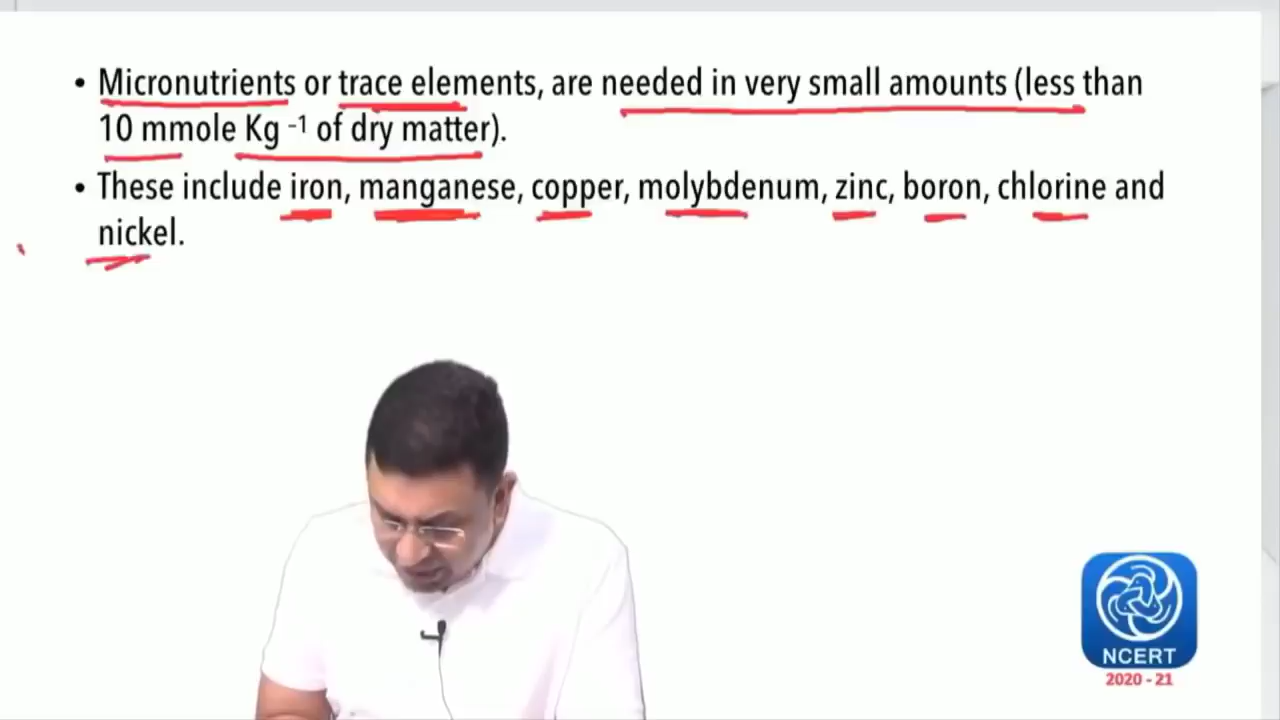 • Micronutrients or trace elements, are needed in very small amounts (less than
10 mmole Kg ⁻¹ of dry matter).
• These include iron, manganese, copper, molybdenum, zinc, boron, chlorine and
nickel.
NCERT
2020 - 21